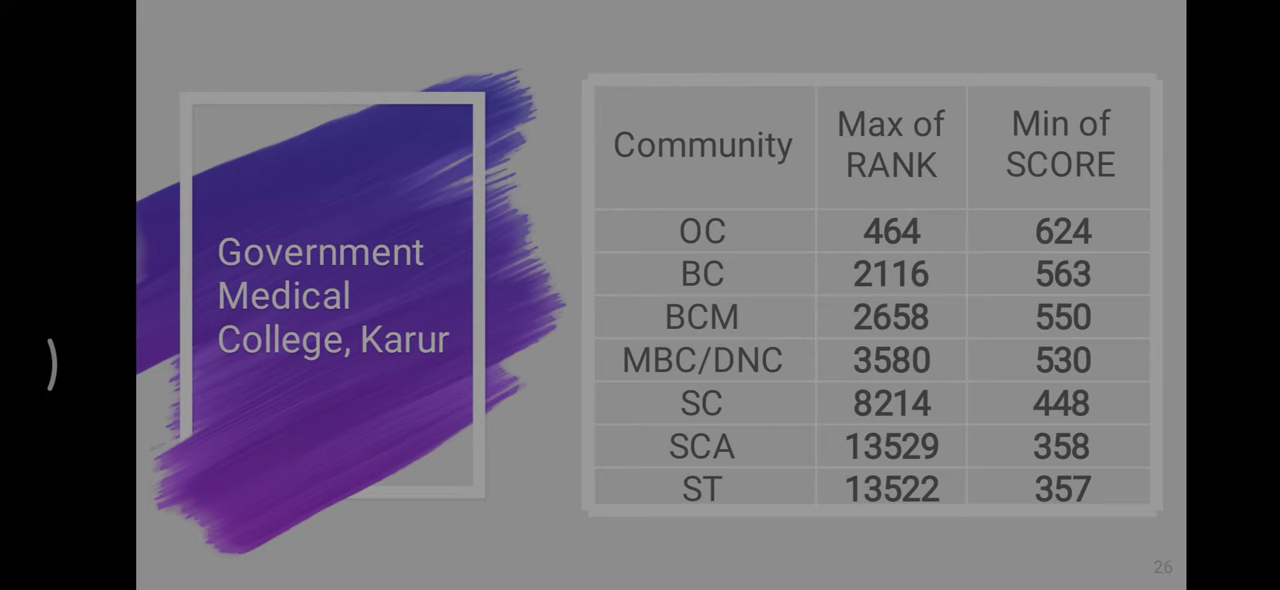 Government
Medical
College, Karur
Community Max of RANK Min of SCORE
OC 464 624
BC 2116 563
BCM 2658 550
MBC/DNC 3580 530
SC 8214 448
SCA 13529 358
ST 13522 357
26